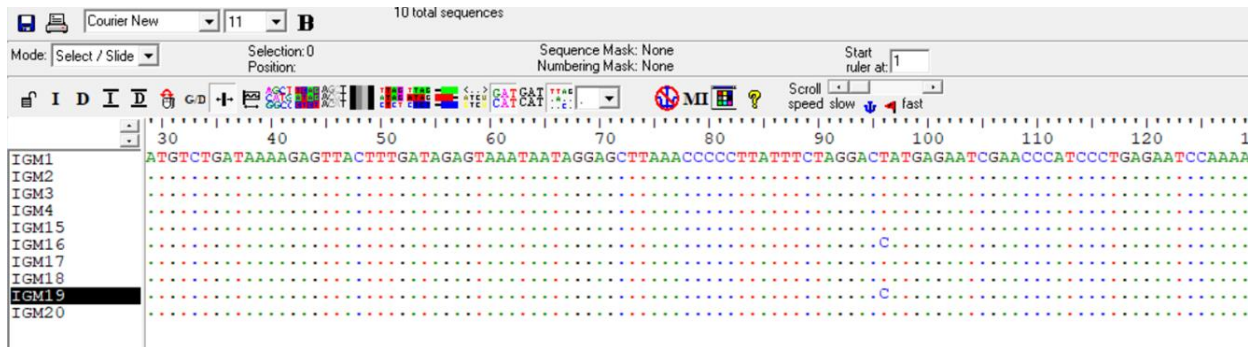 10 total sequences
Courier New 11 B
Mode: Select / Slide Selection: 0 Sequence Mask: None Start
Position: Numbering Mask: None ruler at: 1
I D I D G/D MI Scroll
speed slow fast
30 40 50 60 70 80 90 100 110 120 1
IGM1 ATGTCTGATAAAAGAGTTACTTTGATAGAGTAAATAATAGGAGCTTAAACCCCCTTATTTCTAGGACTATGAGAATCGAACCCATCCCTGAGAATCCAAAA
IGM2
IGM3
IGM4
IGM15
IGM16 C
IGM17
IGM18
IGM19 C
IGM20